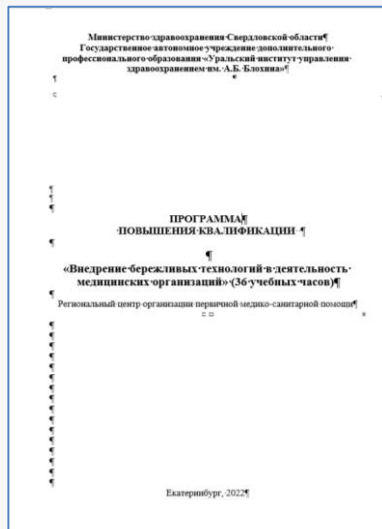 Министерство здравоохранения Свердловской области
Государственное автономное учреждение дополнительного
профессионального образования «Уральский институт управления
здравоохранением им. А.Б. Блохина»
ПРОГРАММА
ПОВЫШЕНИЯ КВАЛИФИКАЦИИ
«Внедрение бережливых технологий в деятельность
медицинских организаций» (36 учебных часов)
Региональный центр организации первичной медико-санитарной помощи
Екатеринбург, 2022